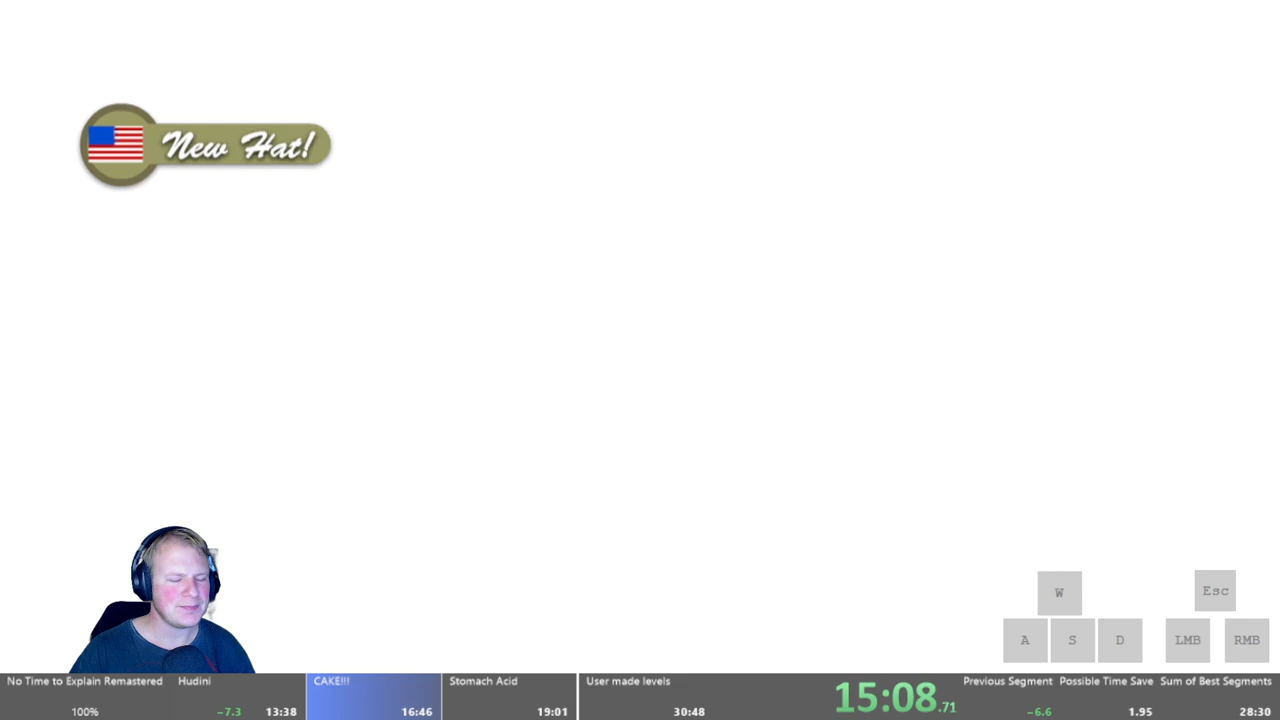 New Hat!
W
Esc
A
S
D
LMB
RMB
No Time to Explain Remastered
100%
Hudini
-7.3
13:38
CAKE!!!
16:46
Stomach Acid
19:01
User made levels
30:48
15:08.71
Previous Segment
-6.6
Possible Time Save
1.95
Sum of Best Segments
28:30